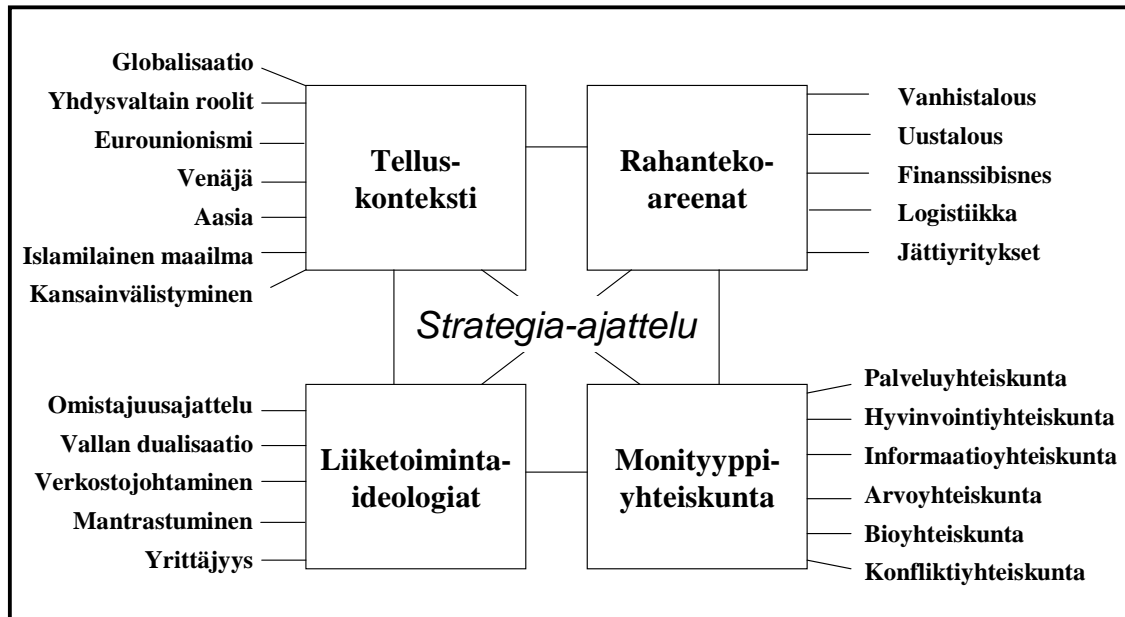 Globalisaatio
Yhdysvaltain roolit
Eurounionismi
Venäjä
Aasia
Islamilainen maailma
Kansainvälistyminen
Tellus-
konteksti
Rahanteko-
areenat
Vanhistalous
Uustalous
Finanssibisnes
Logistiikka
Jättiyritykset
Strategia-ajattelu
Omistajuusajattelu
Vallan dualisaatio
Verkostojohtaminen
Mantrastuminen
Yrittäjyys
Liiketoiminta-
ideologiat
Monityyppi-
yhteiskunta
Palveluyhteiskunta
Hyvinvointiyhteiskunta
Informaatioyhteiskunta
Arvoyhteiskunta
Bioyhteiskunta
Konfliktiyhteiskunta